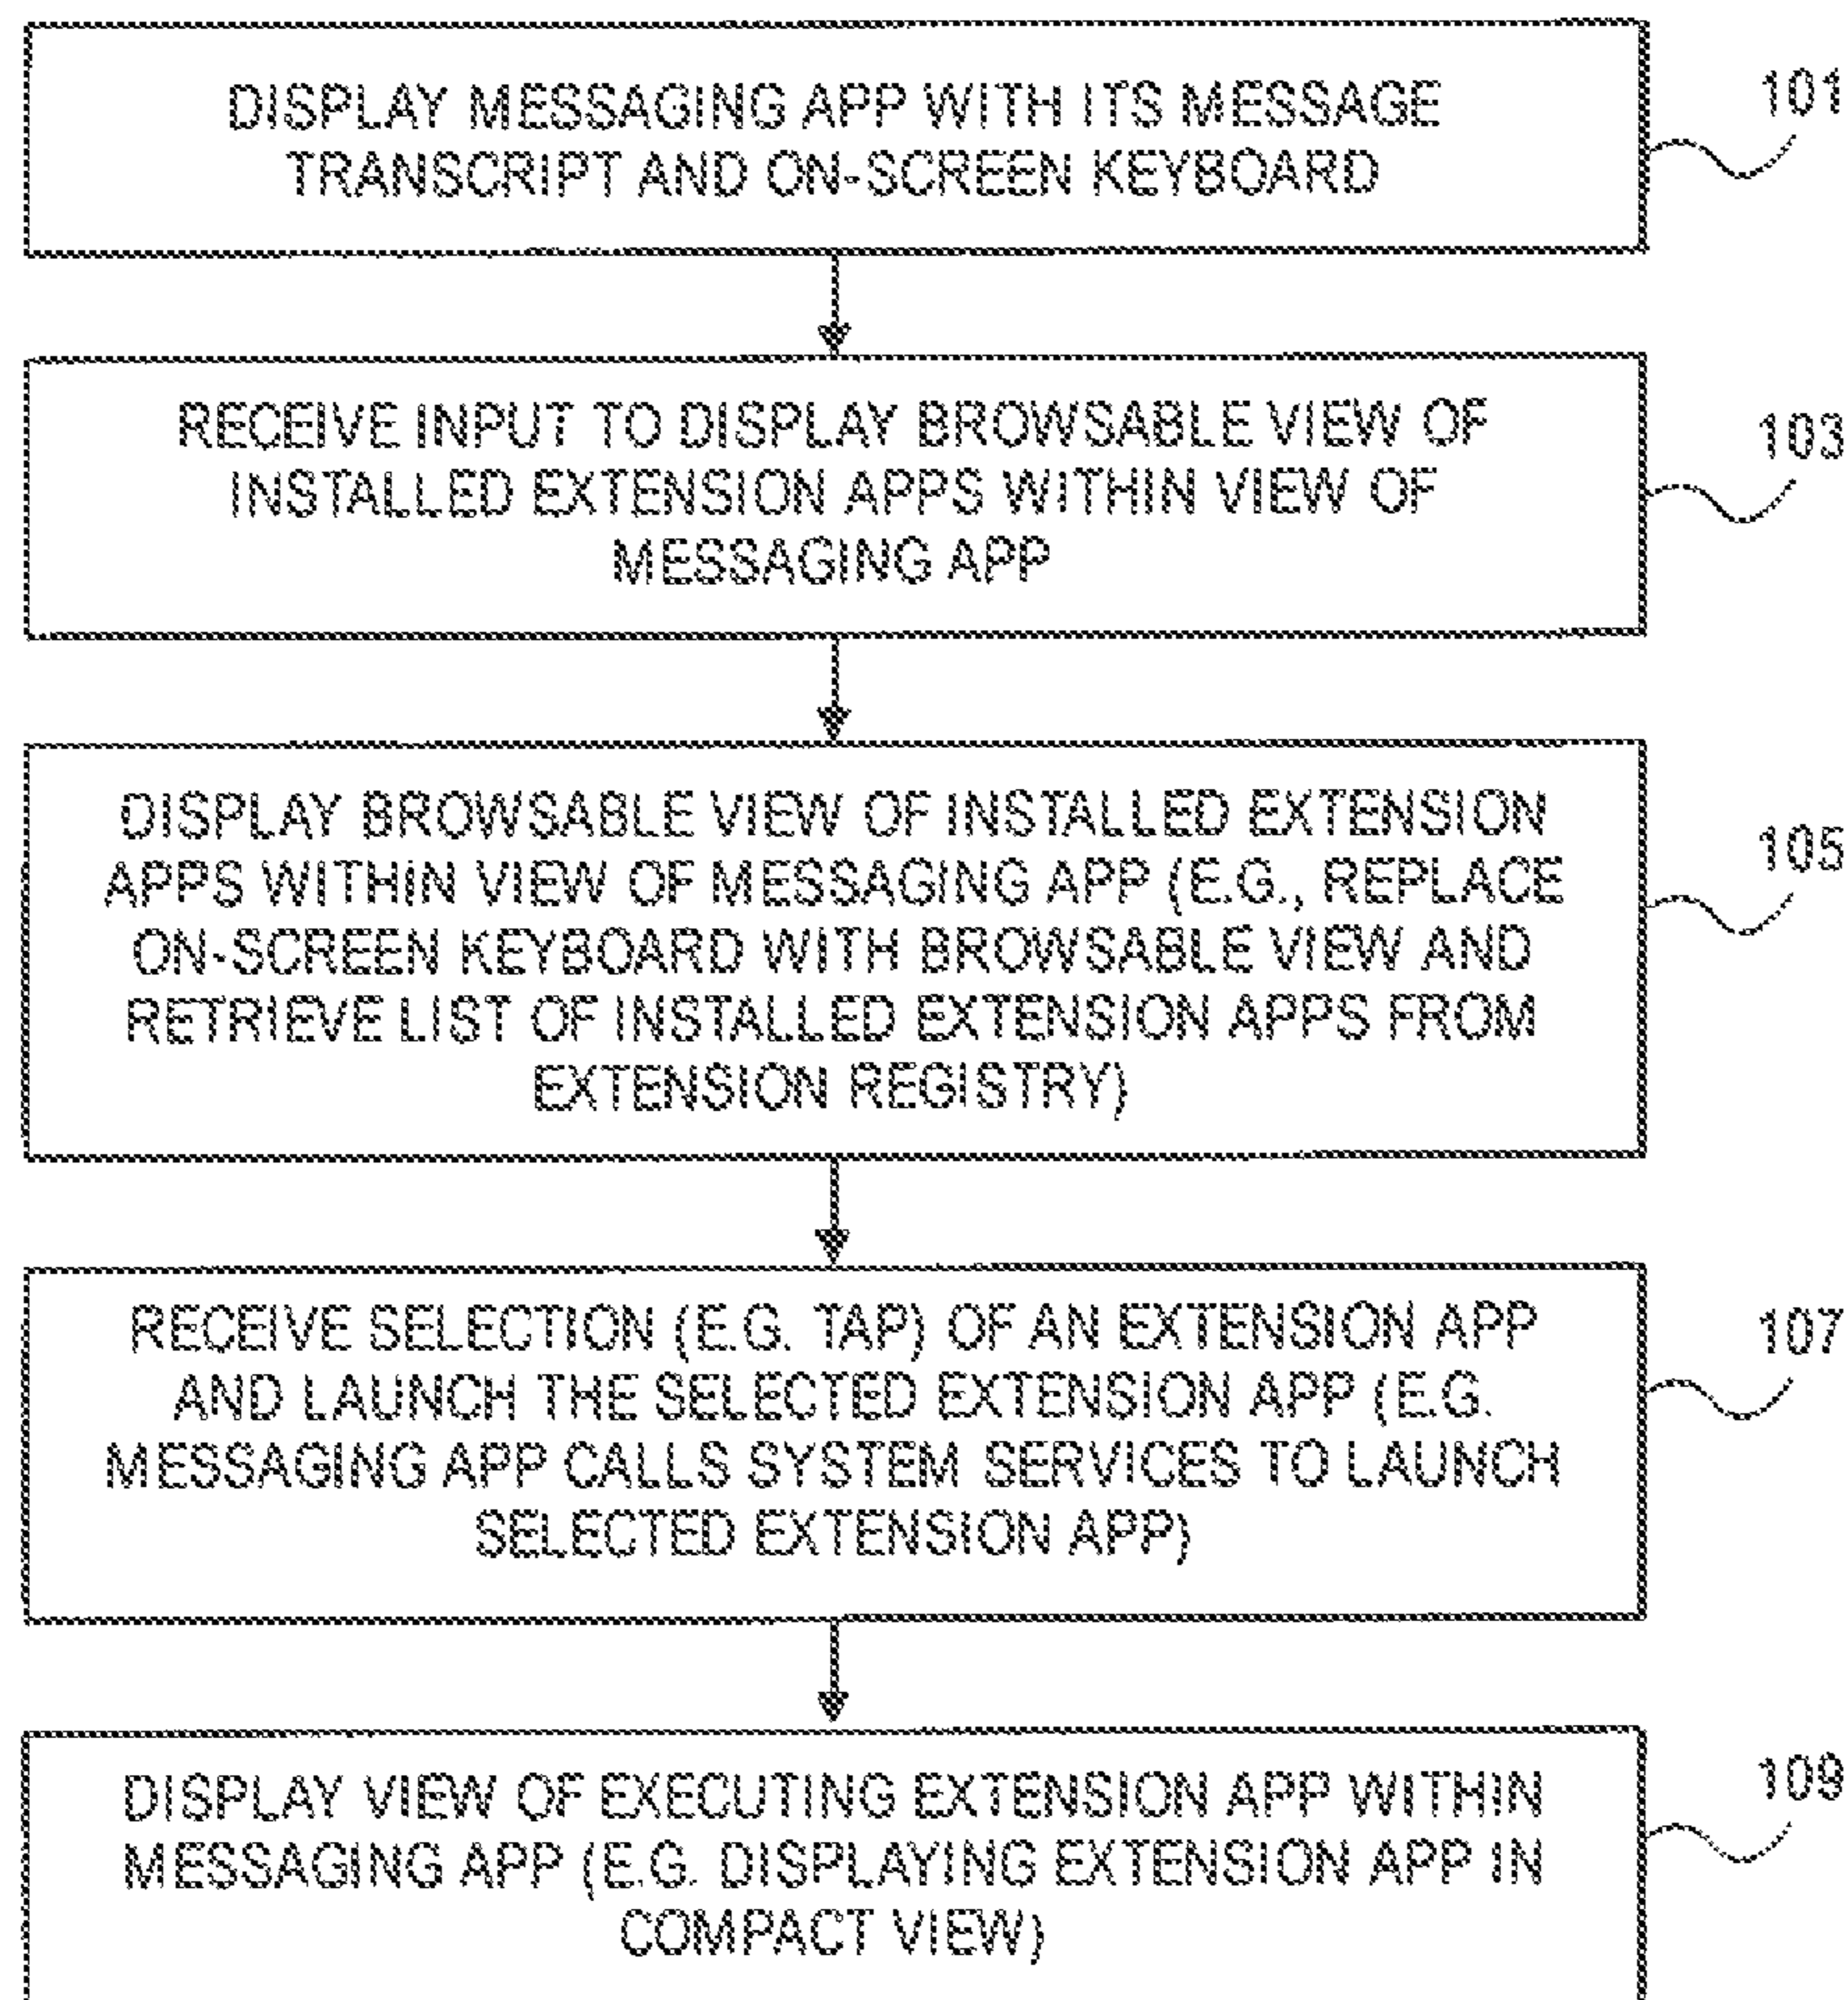 DISPLAY MESSAGING APP WITH ITS MESSAGE
TRANSCRIPT AND ON-SCREEN KEYBOARD
101
RECEIVE INPUT TO DISPLAY BROWSABLE VIEW OF
INSTALLED EXTENSION APPS WITHIN VIEW OF
MESSAGING APP
103
DISPLAY BROWSABLE VIEW OF INSTALLED EXTENSION
APPS WITHIN VIEW OF MESSAGING APP (E.G., REPLACE
ON-SCREEN KEYBOARD WITH BROWSABLE VIEW AND
RETRIEVE LIST OF INSTALLED EXTENSION APPS FROM
EXTENSION REGISTRY)
105
RECEIVE SELECTION (E.G. TAP) OF AN EXTENSION APP
AND LAUNCH THE SELECTED EXTENSION APP (E.G.
MESSAGING APP CALLS SYSTEM SERVICES TO LAUNCH
SELECTED EXTENSION APP)
107
DISPLAY VIEW OF EXECUTING EXTENSION APP WITHIN
MESSAGING APP (E.G. DISPLAYING EXTENSION APP IN
COMPACT VIEW)
109